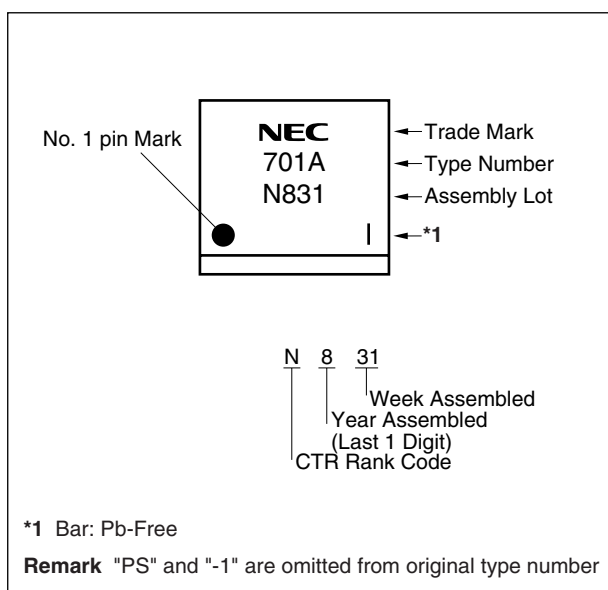 No. 1 pin Mark
NEC
701A
N831
Trade Mark
Type Number
Assembly Lot
*1
N 8 31
Week Assembled
Year Assembled
(Last 1 Digit)
CTR Rank Code
*1 Bar: Pb-Free
Remark "PS" and "-1" are omitted from original type number